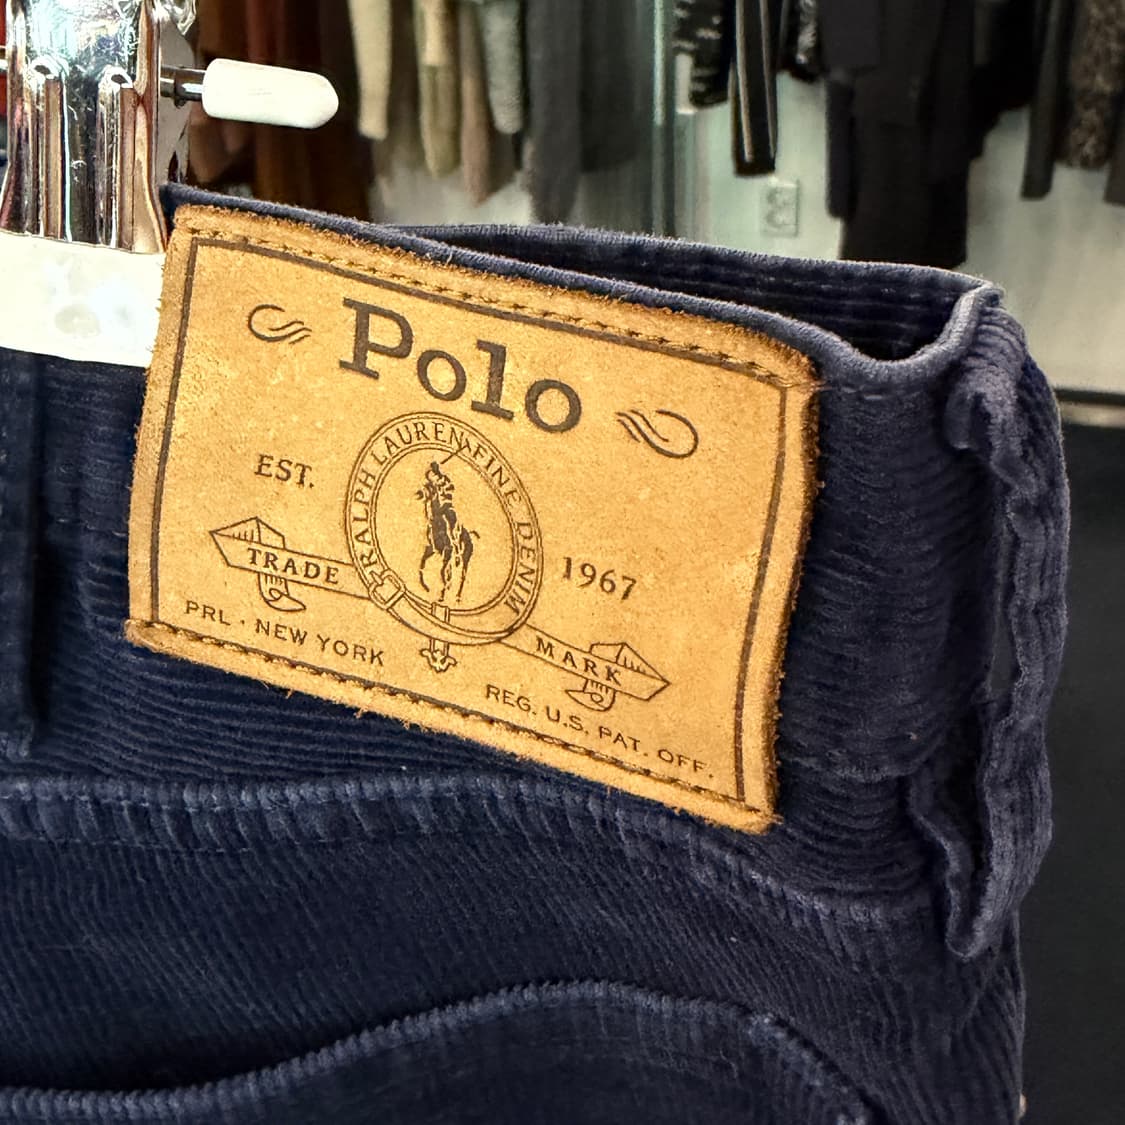 Polo
RALPH LAUREN FINE DENIM
EST. 1967
TRADE MARK
PRL · NEW YORK
REG. U.S. PAT. OFF.